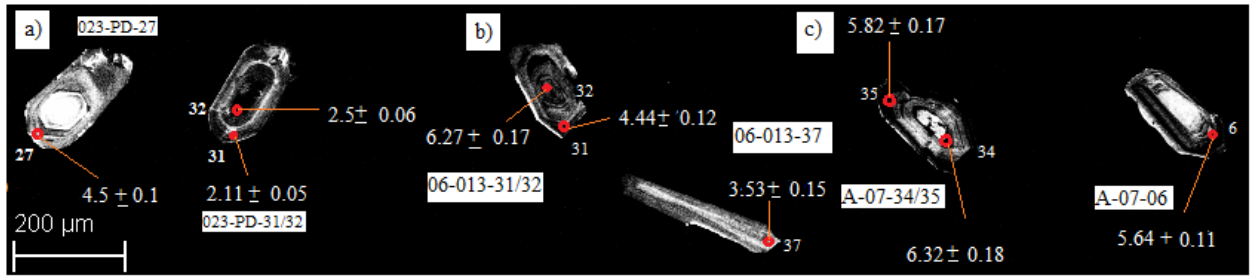 a)
023-PD-27
27
4.5 ± 0.1
200 µm
32
31
2.5± 0.06
2.11 ± 0.05
023-PD-31/32
b)
32
31
6.27 ± 0.17
4.44 ± 0.12
06-013-31/32
06-013-37
3.53± 0.15
37
c)
5.82 ± 0.17
35
34
A-07-34/35
6.32 ± 0.18
6
A-07-06
5.64 + 0.11